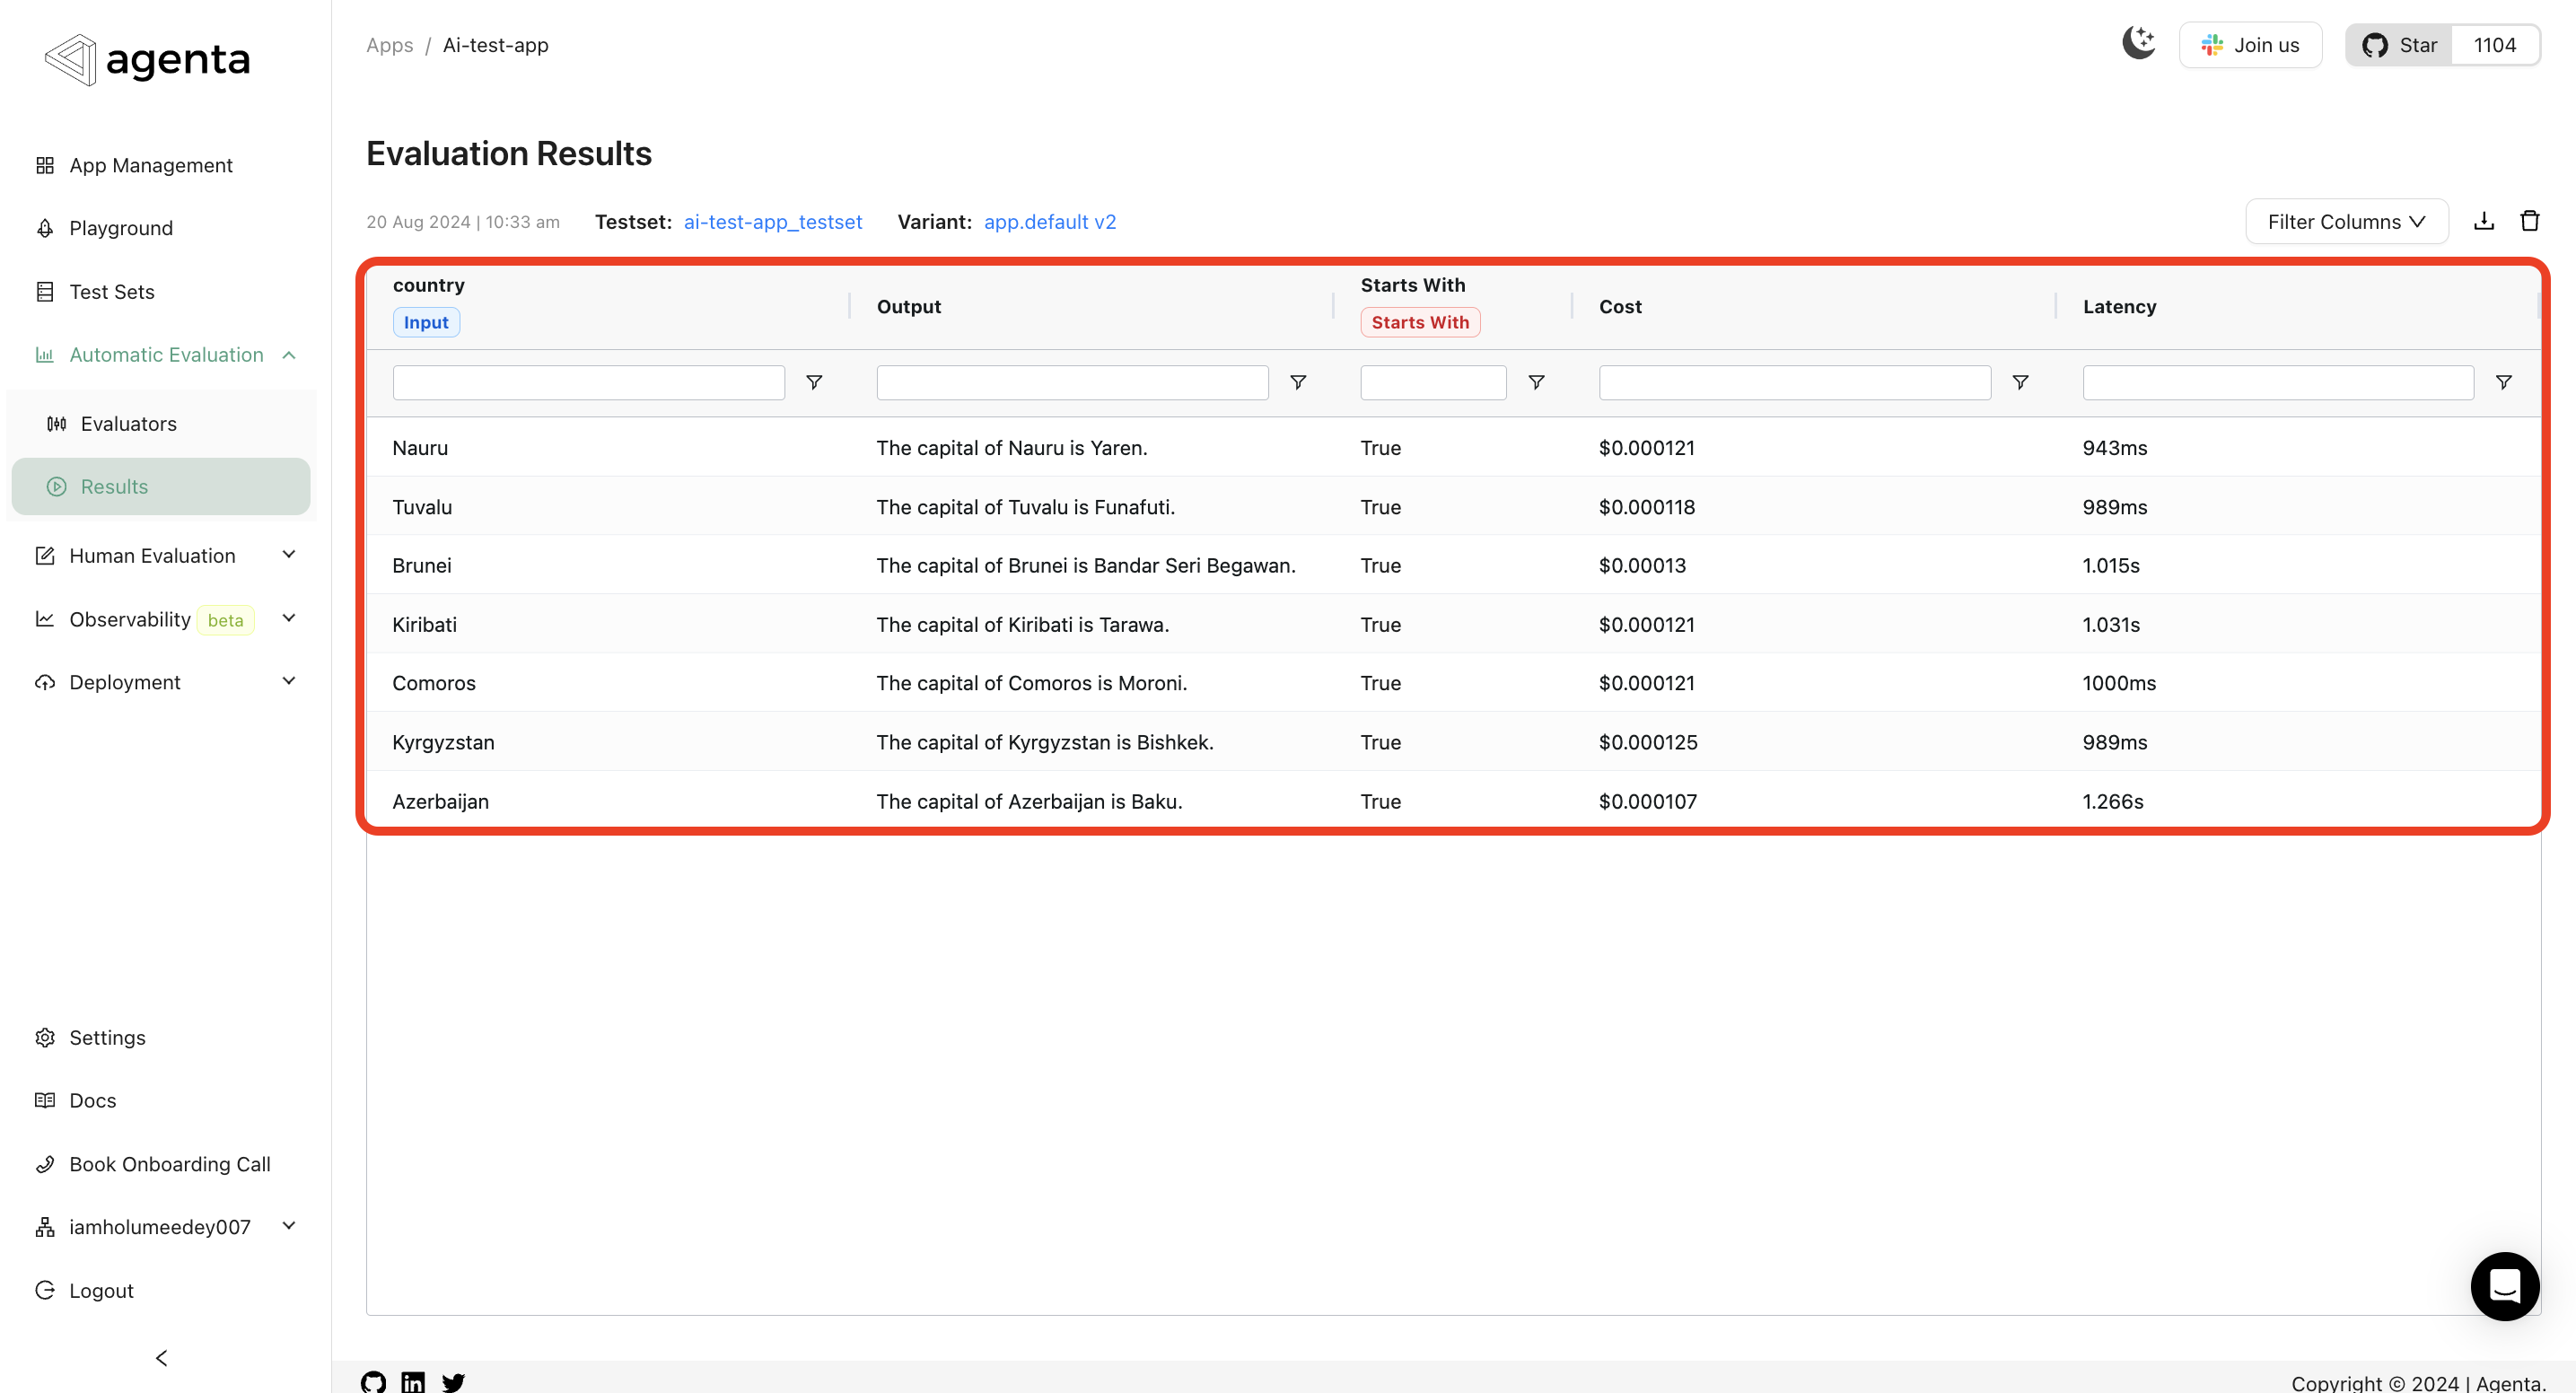 agenta
Apps / Ai-test-app
Join us
Star 1104
App Management
Playground
Test Sets
Automatic Evaluation
Evaluators
Results
Human Evaluation
Observability beta
Deployment
Settings
Docs
Book Onboarding Call
iamholumeedey007
Logout
Evaluation Results
20 Aug 2024 | 10:33 am Testset: ai-test-app_testset Variant: app.default v2
Filter Columns
country Input Output Starts With Starts With Cost Latency
Nauru The capital of Nauru is Yaren. True $0.000121 943ms
Tuvalu The capital of Tuvalu is Funafuti. True $0.000118 989ms
Brunei The capital of Brunei is Bandar Seri Begawan. True $0.00013 1.015s
Kiribati The capital of Kiribati is Tarawa. True $0.000121 1.031s
Comoros The capital of Comoros is Moroni. True $0.000121 1000ms
Kyrgyzstan The capital of Kyrgyzstan is Bishkek. True $0.000125 989ms
Azerbaijan The capital of Azerbaijan is Baku. True $0.000107 1.266s
Copyright © 2024 | Agenta.